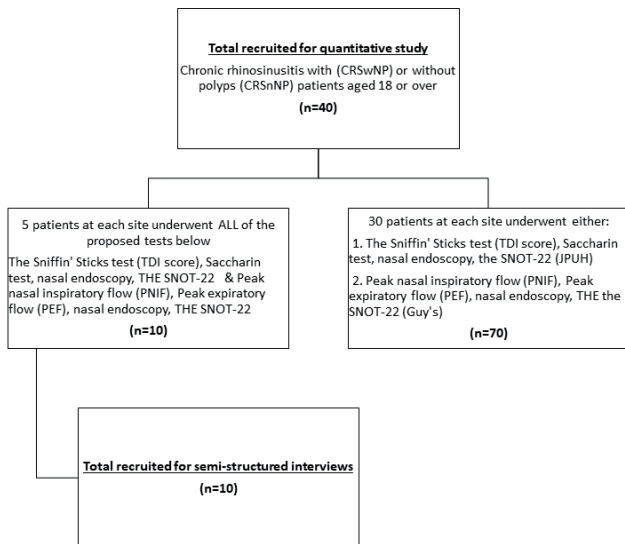 Total recruited for quantitative study
Chronic rhinosinusitis with (CRSwNP) or without
polyps (CRSnNP) patients aged 18 or over
(n=40)
5 patients at each site underwent ALL of the
proposed tests below
The Sniffin' Sticks test (TDI score), Saccharin
test, nasal endoscopy, THE SNOT-22 & Peak
nasal inspiratory flow (PNIF), Peak expiratory
flow (PEF), nasal endoscopy, THE SNOT-22
(n=10)
30 patients at each site underwent either:
1. The Sniffin' Sticks test (TDI score), Saccharin
test, nasal endoscopy, the SNOT-22 (JPUH)
2. Peak nasal inspiratory flow (PNIF), Peak
expiratory flow (PEF), nasal endoscopy, THE the
SNOT-22 (Guy's)
(n=70)
Total recruited for semi-structured interviews
(n=10)